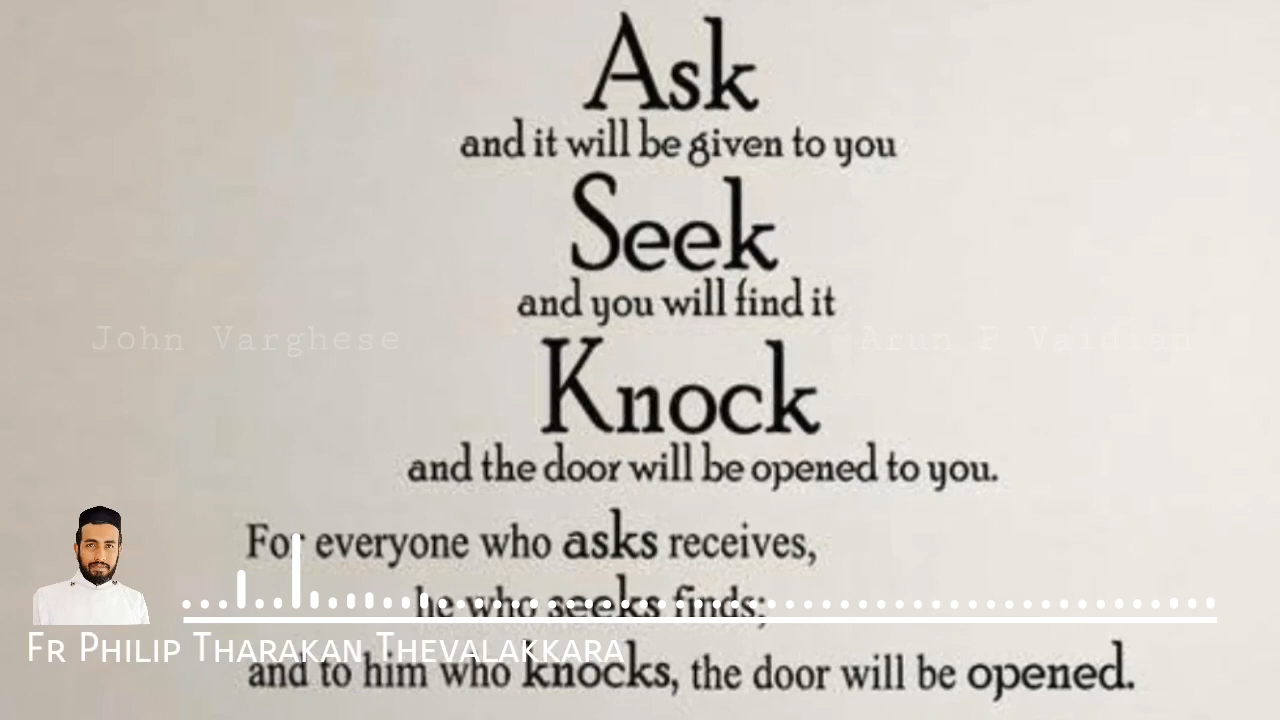 Ask
and it will be given to you
Seek
and you will find it
John Varghese
Arun P Vaidian
Knock
and the door will be opened to you.
For everyone who asks receives,
he who seeks finds;
Fr Philip Tharakan Thevalakkara
and to him who knocks, the door will be opened.